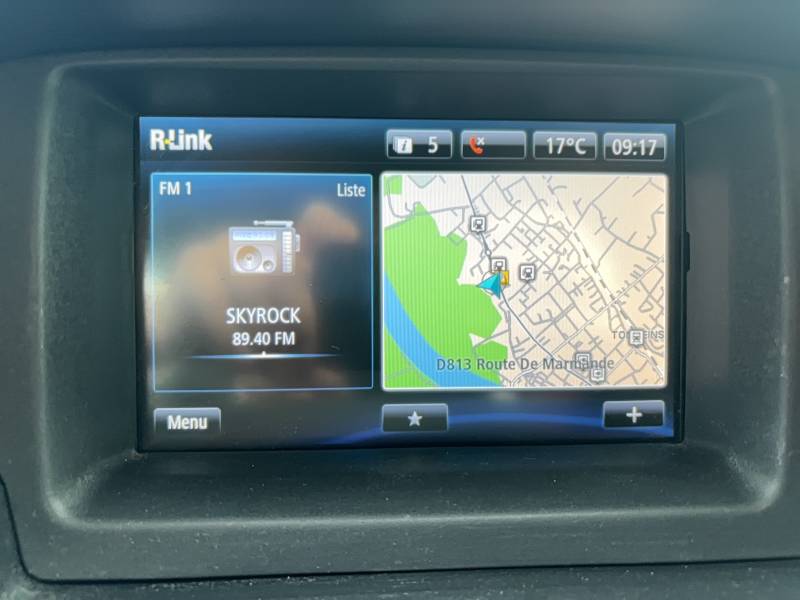 R-Link
5
17°C
09:17
FM 1
Liste
SKYROCK
89.40 FM
D813 Route De Marmande
Menu